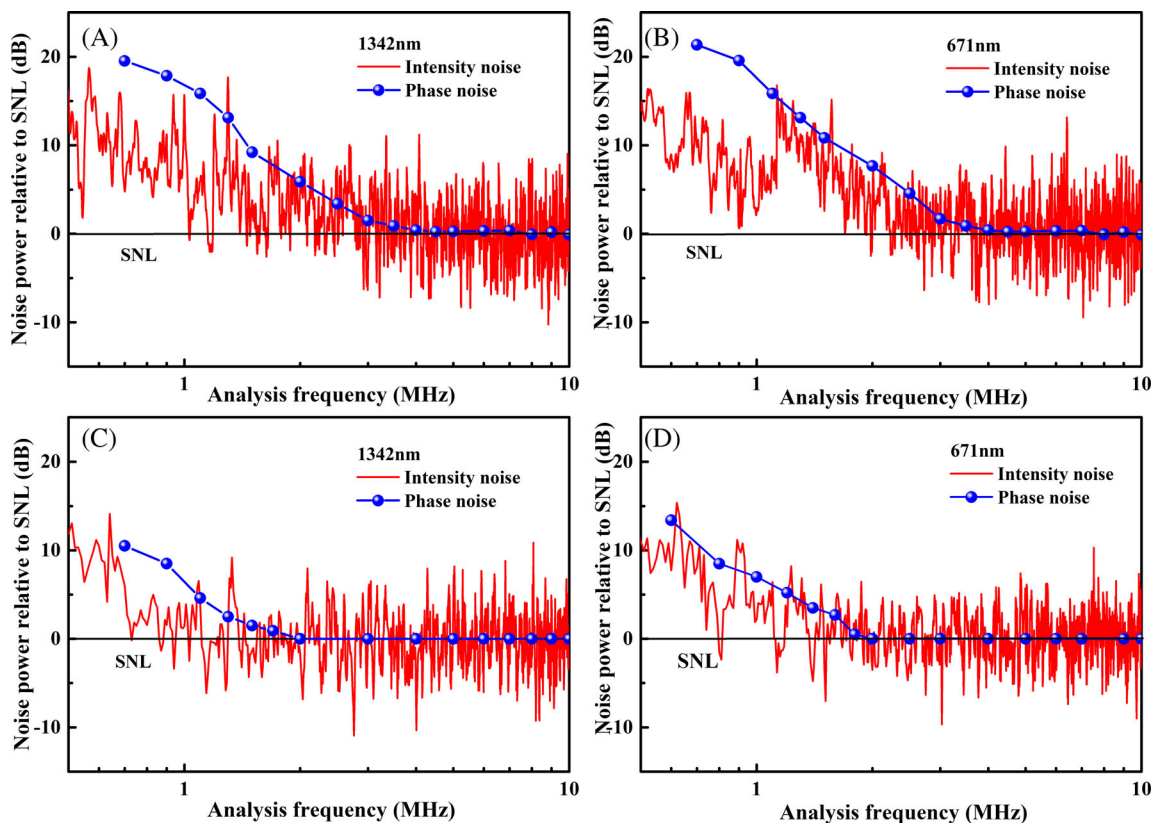 (A)
1342nm
Intensity noise
Phase noise
SNL
20
10
0
-10
1
10
Noise power relative to SNL (dB)
Analysis frequency (MHz)
(B)
671nm
Intensity noise
Phase noise
SNL
20
10
0
-10
1
10
Noise power relative to SNL (dB)
Analysis frequency (MHz)
(C)
1342nm
Intensity noise
Phase noise
SNL
20
10
0
-10
1
10
Noise power relative to SNL (dB)
Analysis frequency (MHz)
(D)
671nm
Intensity noise
Phase noise
SNL
20
10
0
-10
1
10
Noise power relative to SNL (dB)
Analysis frequency (MHz)